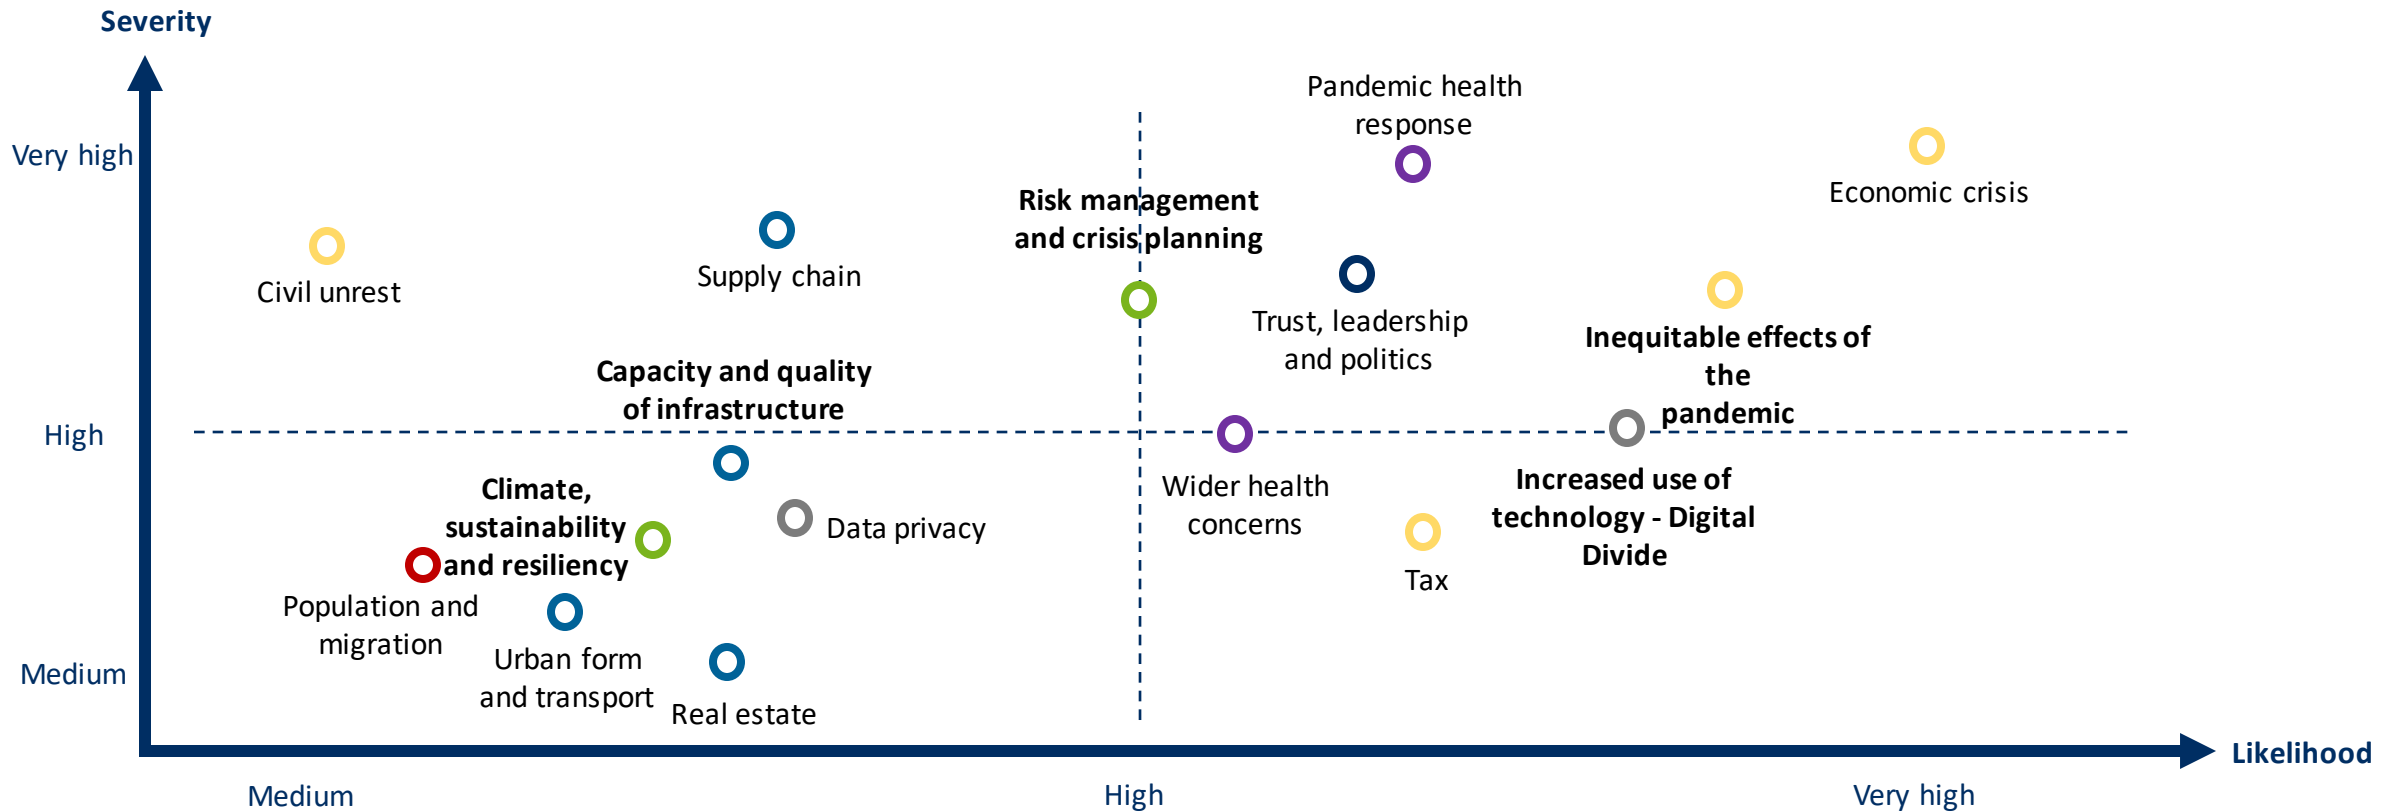 Severity
Pandemic health
response
Very high
Economic crisis
Risk management
and crisis planning
Civil unrest
Supply chain
Trust, leadership
and politics
Inequitable effects of
the
pandemic
Capacity and quality
of infrastructure
High
Climate,
sustainability
and resiliency
Data privacy
Wider health
concerns
Increased use of
technology - Digital
Divide
Tax
Population and
migration
Urban form
and transport
Real estate
Medium
Likelihood
Medium
High
Very high